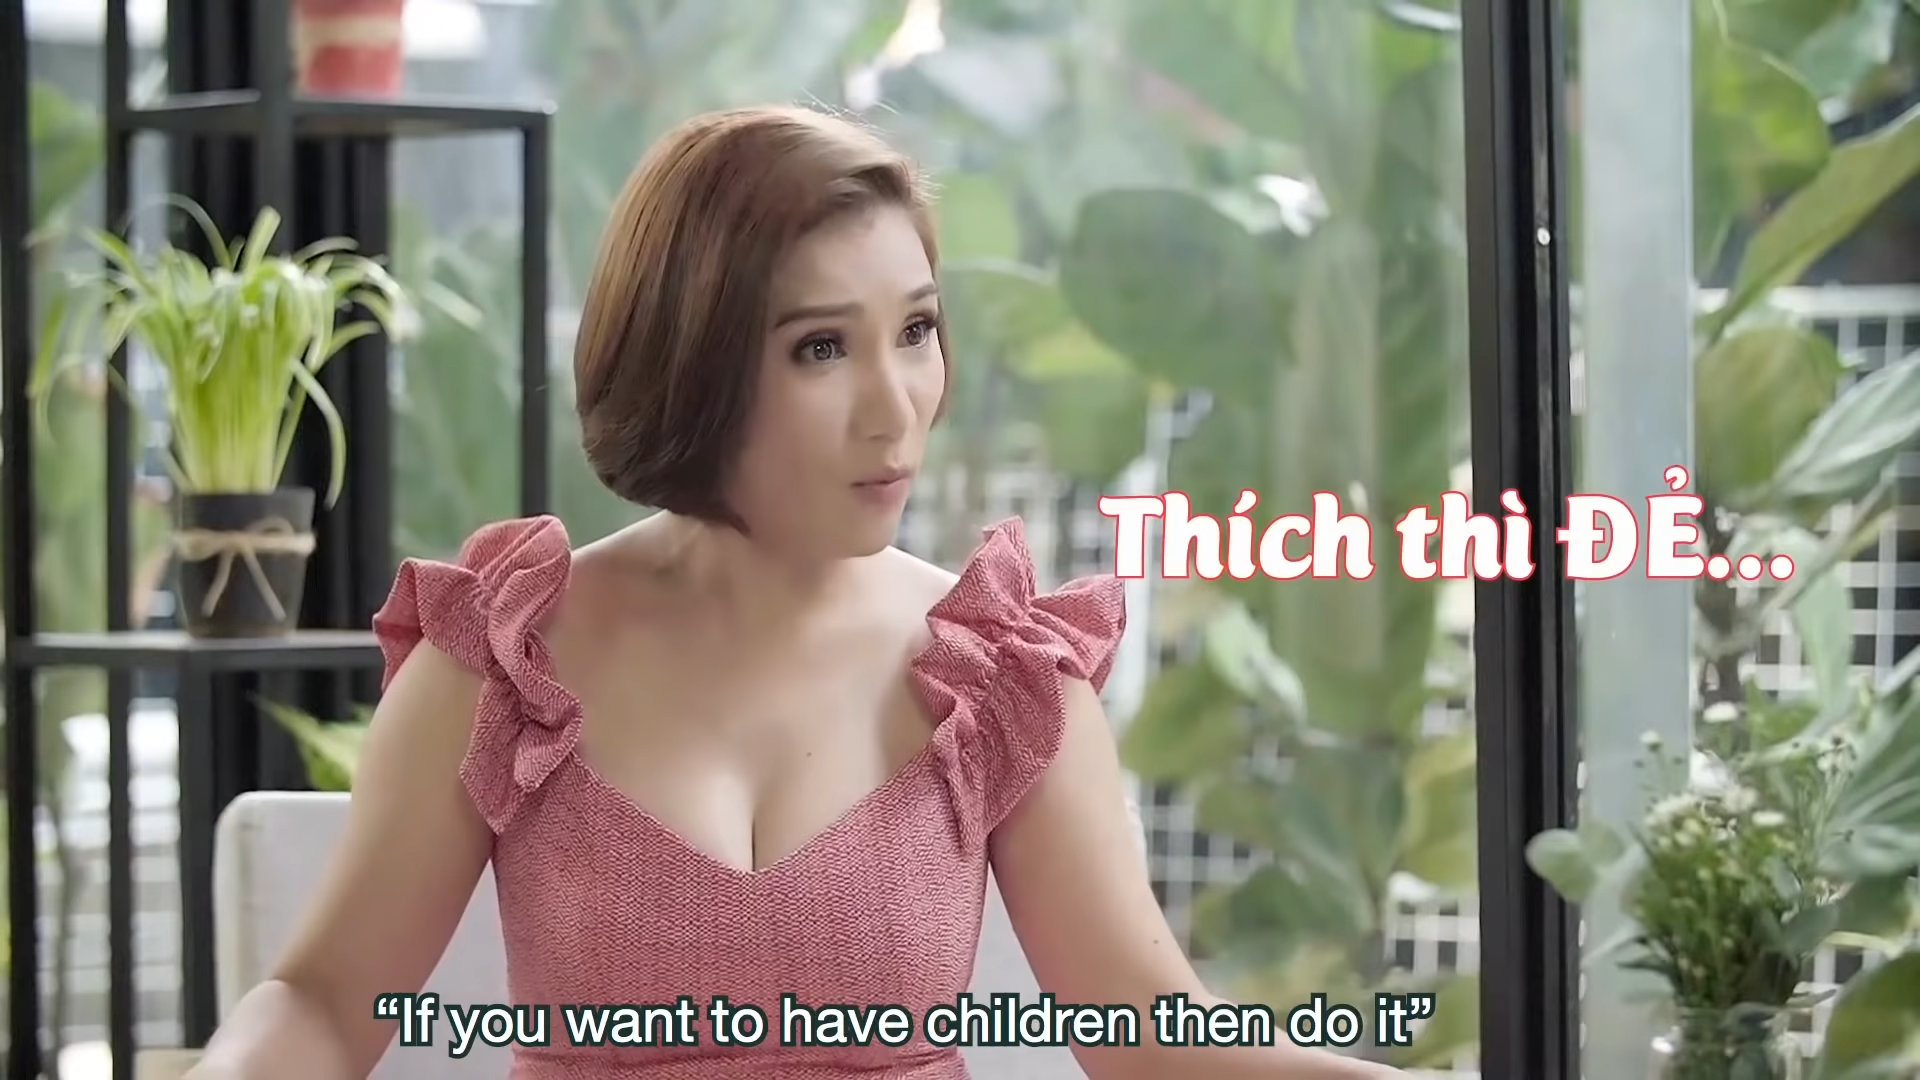 Thích thì ĐẺ...
“If you want to have children then do it”